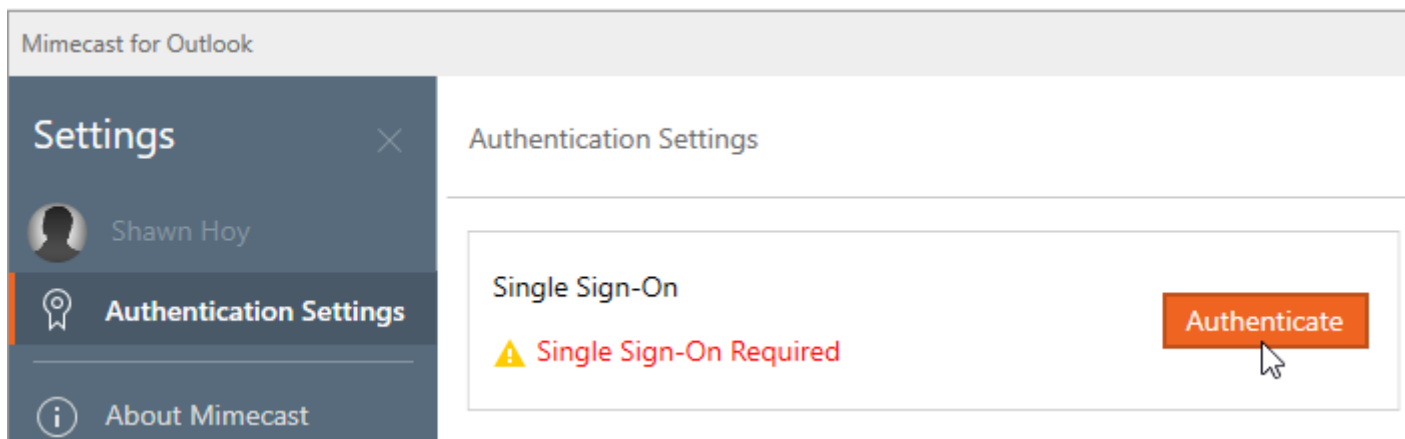 Mimecast for Outlook
Settings
Shawn Hoy
Authentication Settings
About Mimecast
Authentication Settings
Single Sign-On
Single Sign-On Required
Authenticate